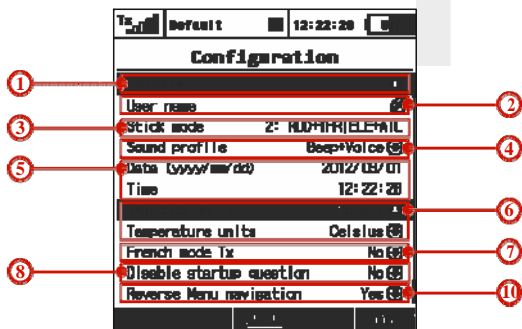 Tx Default 12:22:28
Configuration
1
User name
2
3
Stick mode 2: RUD+THR|ELE+AIL
Sound profile Beep+Voice
4
5
Date (yyyy/mm/dd) 2012/08/01
Time 12:22:28
6
Temperature units Celsius
French mode Tx No
7
8
Disable startup question No
Reverse Menu navigation Yes
10